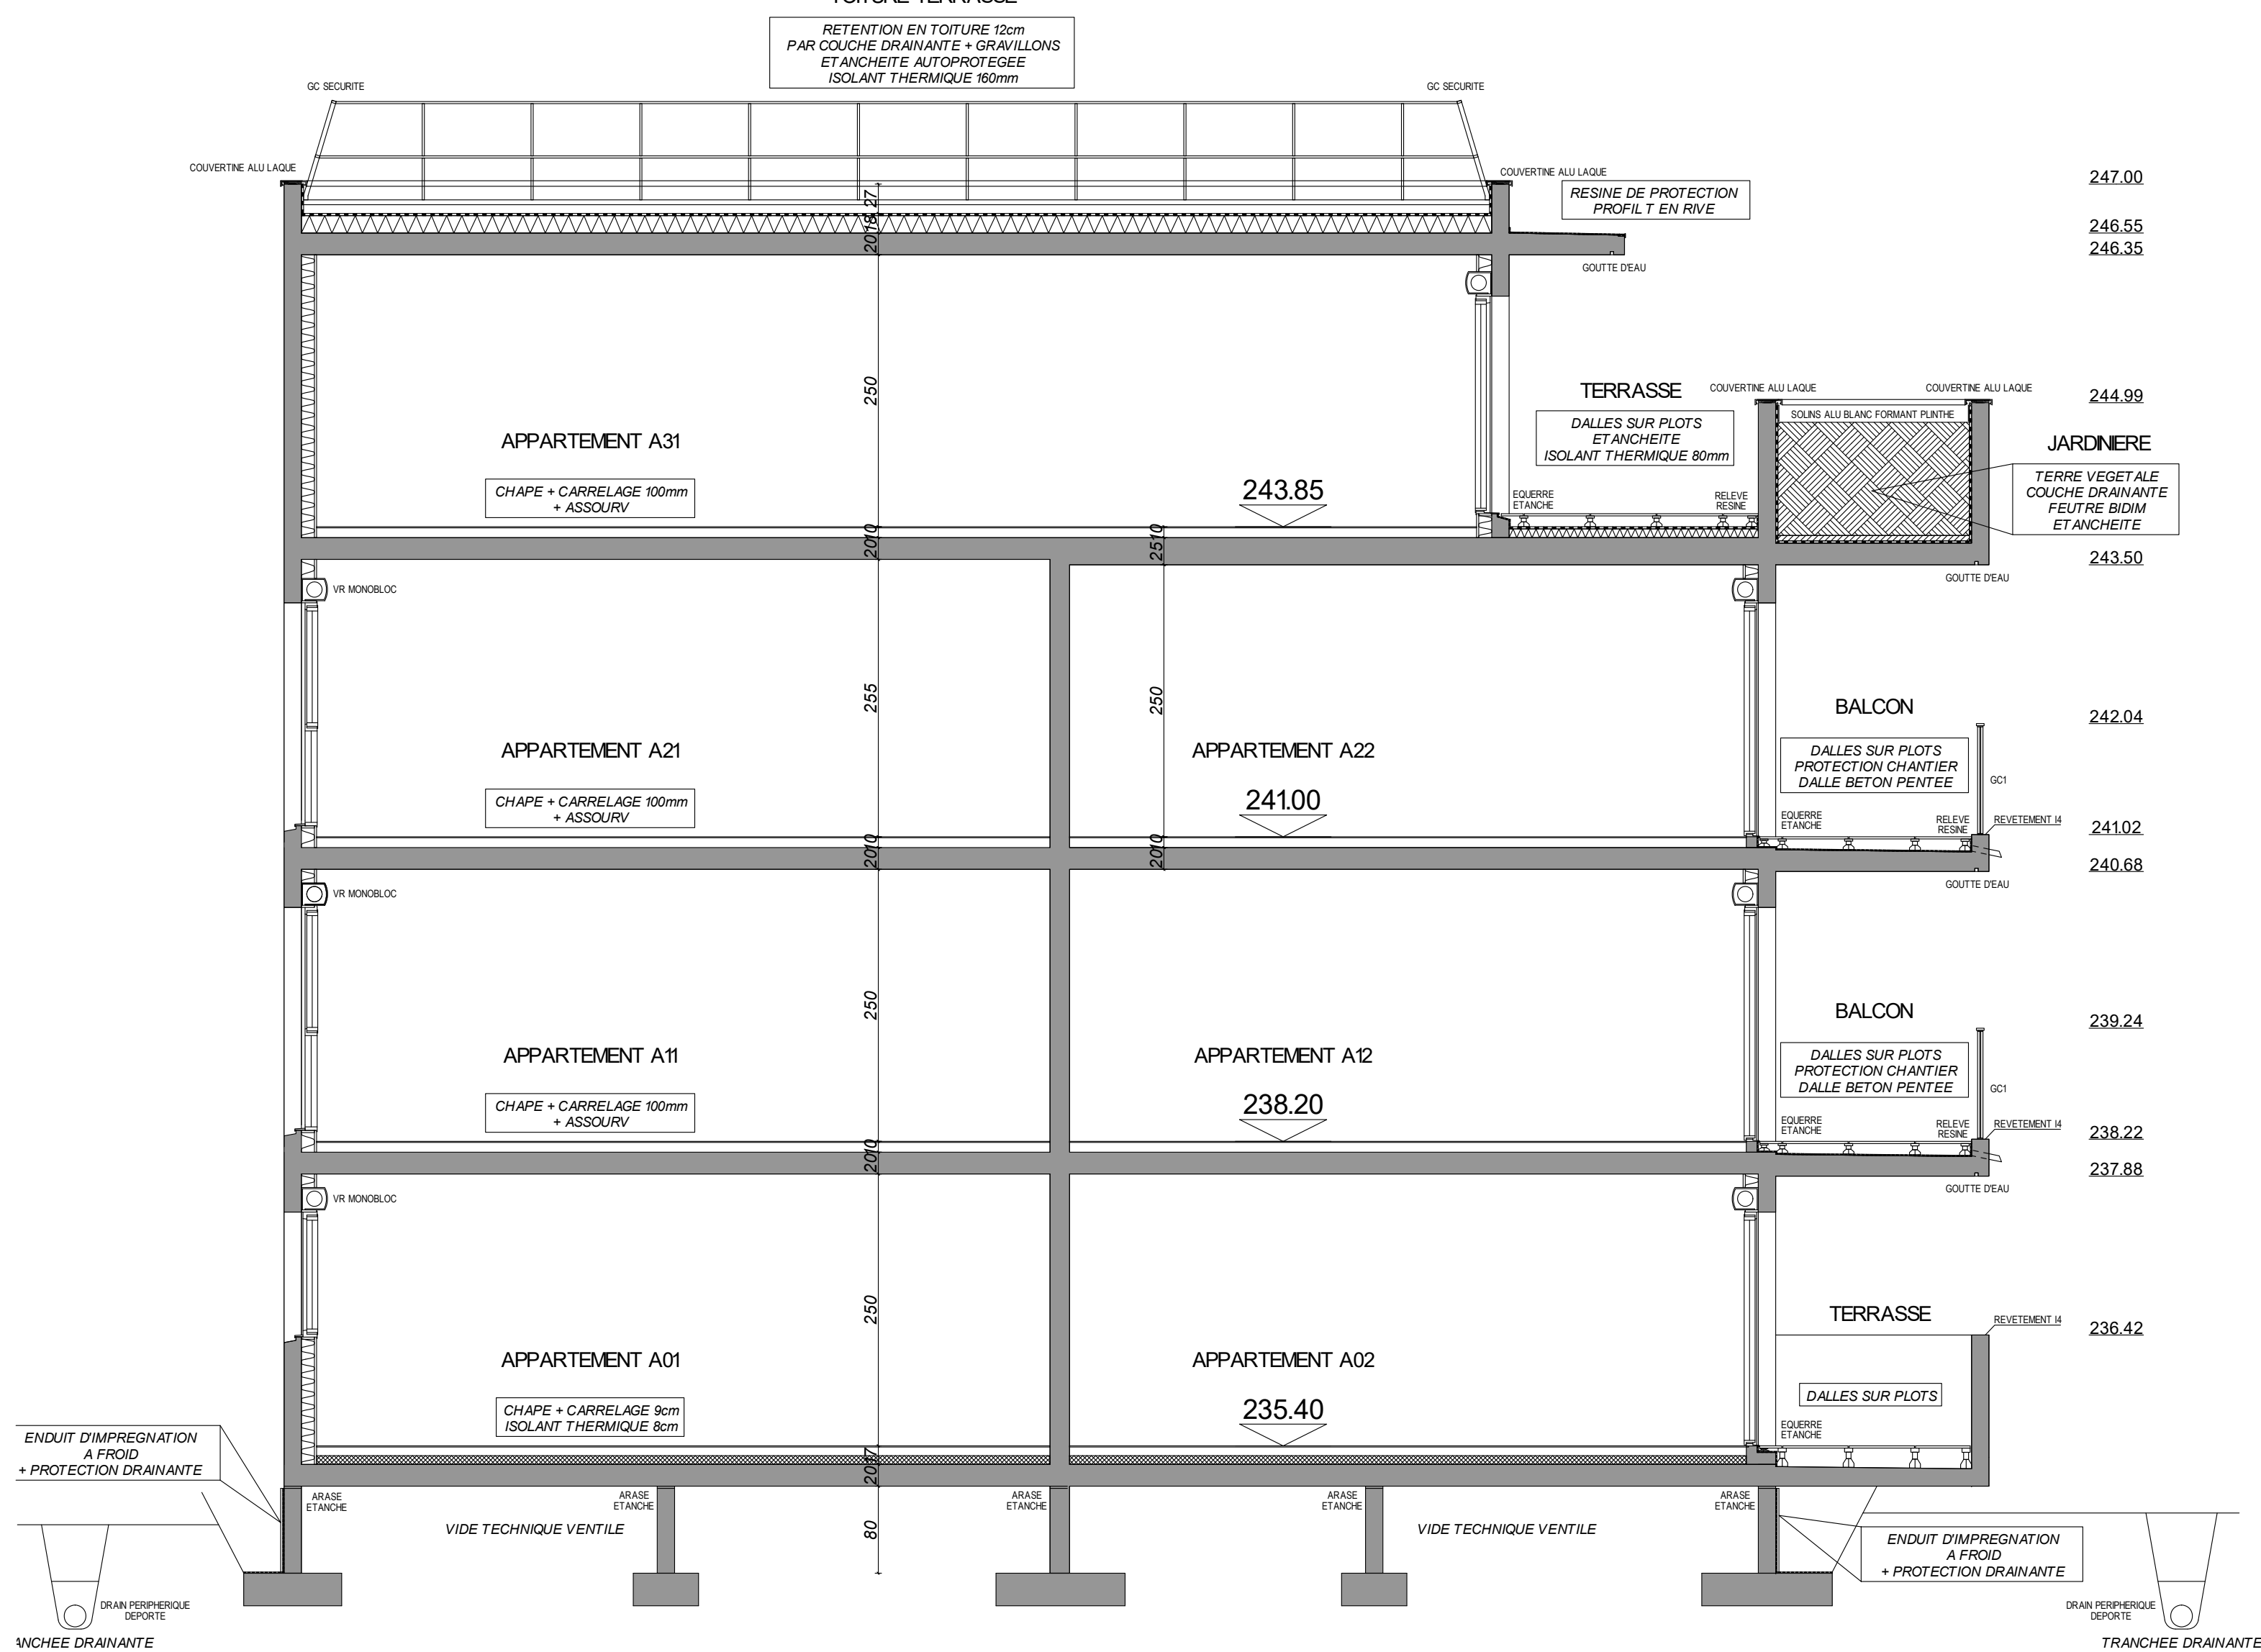 TOITURE TERRASSE
RETENTION EN TOITURE 12cm
PAR COUCHE DRAINANTE + GRAVILLONS
ETANCHEITE AUTOPROTEGEE
ISOLANT THERMIQUE 160mm
GC SECURITE
GC SECURITE
COUVERTINE ALU LAQUE
COUVERTINE ALU LAQUE
RESINE DE PROTECTION
PROFIL T EN RIVE
247.00
246.55
246.35
27
18
20
GOUTTE D'EAU
250
APPARTEMENT A31
CHAPE + CARRELAGE 100mm
+ ASSOURV
243.85
TERRASSE
DALLES SUR PLOTS
ETANCHEITE
ISOLANT THERMIQUE 80mm
EQUERRE
ETANCHE
RELEVE
RESINE
COUVERTINE ALU LAQUE
COUVERTINE ALU LAQUE
SOLINS ALU BLANC FORMANT PLINTHE
244.99
JARDINIERE
TERRE VEGETALE
COUCHE DRAINANTE
FEUTRE BIDIM
ETANCHEITE
243.50
GOUTTE D'EAU
2010
2510
VR MONOBLOC
255
250
APPARTEMENT A21
CHAPE + CARRELAGE 100mm
+ ASSOURV
APPARTEMENT A22
241.00
BALCON
DALLES SUR PLOTS
PROTECTION CHANTIER
DALLE BETON PENTEE
242.04
GC1
EQUERRE
ETANCHE
RELEVE
RESINE
REVETEMENT I4
241.02
240.68
GOUTTE D'EAU
2010
2010
VR MONOBLOC
250
APPARTEMENT A11
CHAPE + CARRELAGE 100mm
+ ASSOURV
APPARTEMENT A12
238.20
BALCON
DALLES SUR PLOTS
PROTECTION CHANTIER
DALLE BETON PENTEE
239.24
GC1
EQUERRE
ETANCHE
RELEVE
RESINE
REVETEMENT I4
238.22
237.88
GOUTTE D'EAU
2010
VR MONOBLOC
250
APPARTEMENT A01
CHAPE + CARRELAGE 9cm
ISOLANT THERMIQUE 8cm
APPARTEMENT A02
235.40
TERRASSE
REVETEMENT I4
236.42
DALLES SUR PLOTS
EQUERRE
ETANCHE
2017
ENDUIT D'IMPREGNATION
A FROID
+ PROTECTION DRAINANTE
ARASE
ETANCHE
ARASE
ETANCHE
ARASE
ETANCHE
ARASE
ETANCHE
ARASE
ETANCHE
VIDE TECHNIQUE VENTILE
80
VIDE TECHNIQUE VENTILE
ENDUIT D'IMPREGNATION
A FROID
+ PROTECTION DRAINANTE
DRAIN PERIPHERIQUE
DEPORTE
DRAIN PERIPHERIQUE
DEPORTE
ANCHEE DRAINANTE
TRANCHEE DRAINANTE